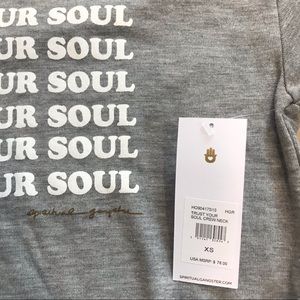 UR SOUL
UR SOUL
UR SOUL
UR SOUL
UR SOUL
UR SOUL
spiritual gangster
HGR
TRUST YOUR
SOUL CREW NECK
XS
USA MSRP: $ 78.00
SPIRITUALGANGSTER.COM